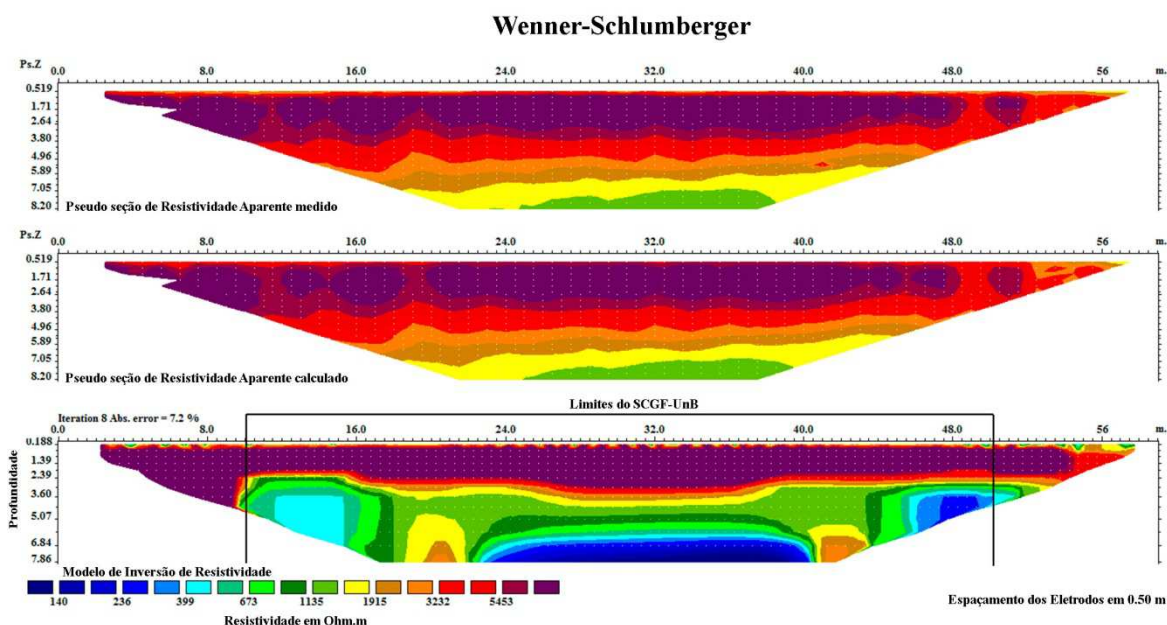 Wenner-Schlumberger
Ps.Z 0.0 8.0 16.0 24.0 32.0 40.0 48.0 56 m.
0.519
1.71
2.64
3.80
4.96
5.89
7.05
8.20
Pseudo seção de Resistividade Aparente medido
Ps.Z 0.0 8.0 16.0 24.0 32.0 40.0 48.0 56 m.
0.519
1.71
2.64
3.80
4.96
5.89
7.05
8.20
Pseudo seção de Resistividade Aparente calculado
Limites do SCGF-UnB
Iteration 8 Abs. error = 7.2 %
0.0 8.0 16.0 24.0 32.0 40.0 48.0 56 m.
Profundidade
0.188
1.49
2.39
3.60
5.07
6.84
7.86
Modelo de Inversão de Resistividade
140 236 399 673 1135 1915 3232 5453
Resistividade em Ohm.m
Espaçamento dos Eletrodos em 0.50 m